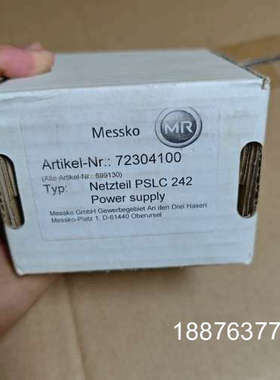 Messko
MR
Artikel-Nr.: 72304100
(Alte Artikel-Nr.: 699130)
Typ: Netzteil PSLC 242
Power supply
Messko GmbH Gewerbegebiet An den Drei Hasen
Messko-Platz 1, D-61440 Oberursel
18876377